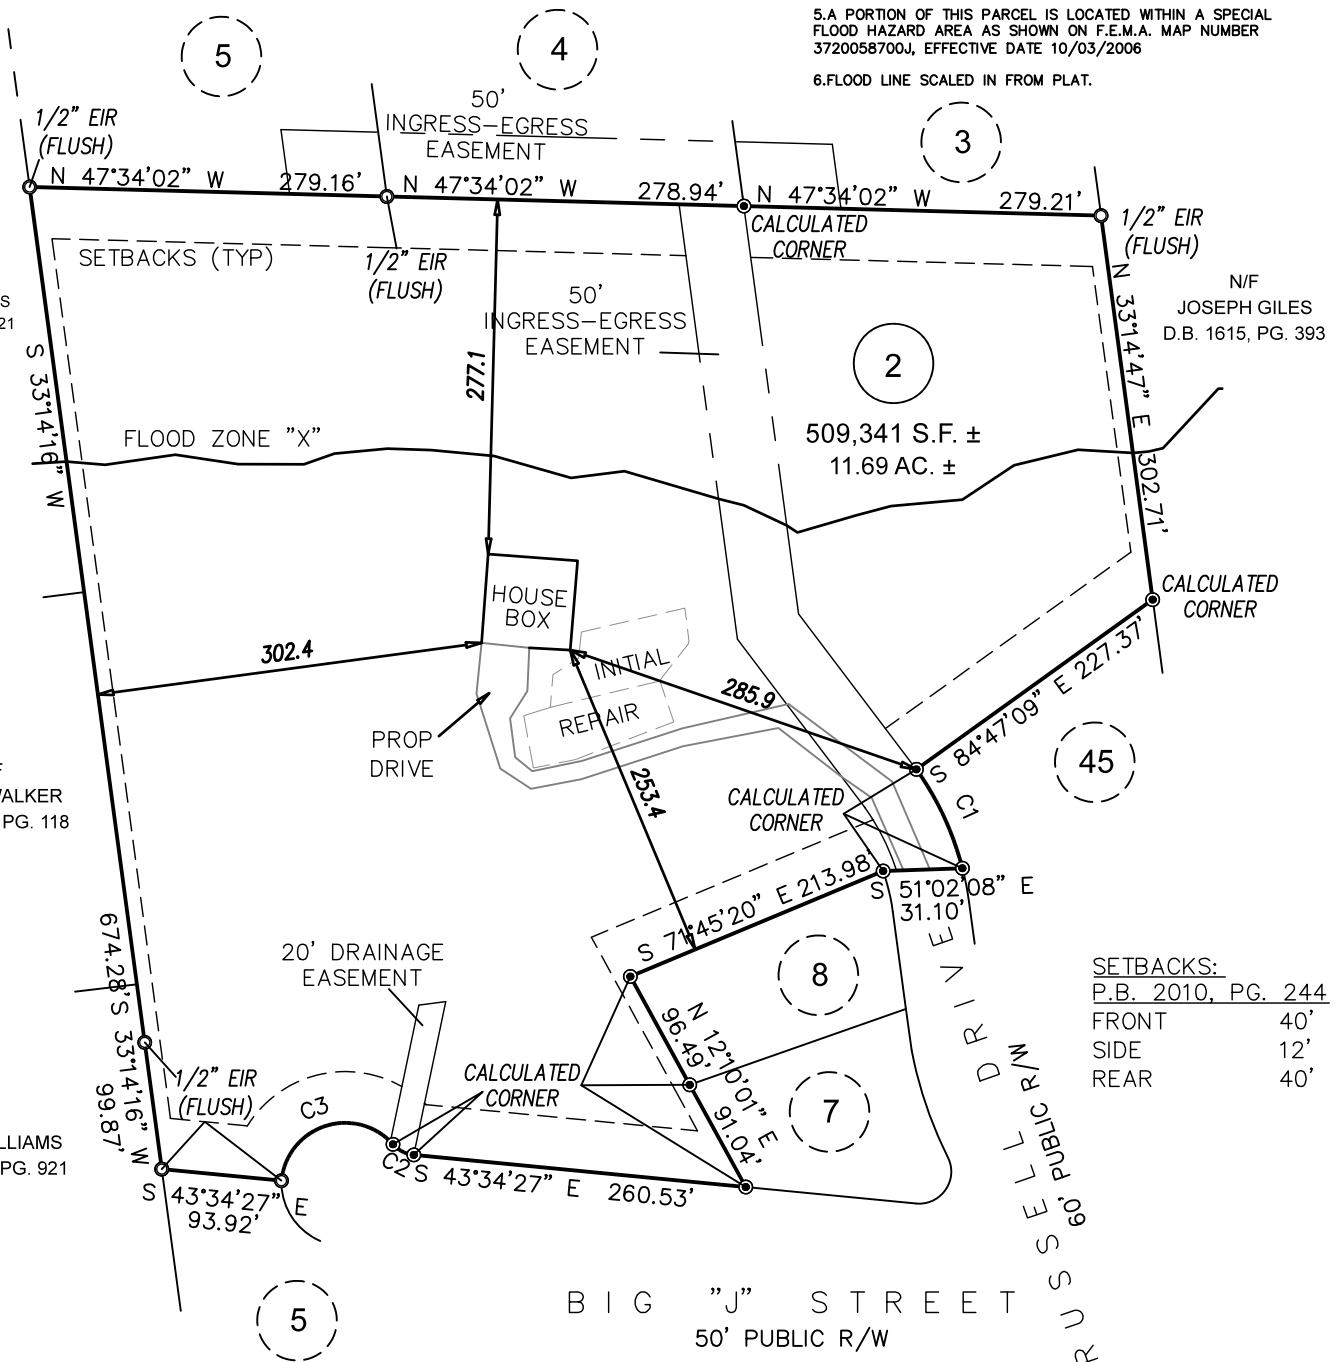 5.A PORTION OF THIS PARCEL IS LOCATED WITHIN A SPECIAL
FLOOD HAZARD AREA AS SHOWN ON F.E.M.A. MAP NUMBER
3720058700J, EFFECTIVE DATE 10/03/2006
6.FLOOD LINE SCALED IN FROM PLAT.
5
4
3
50'
INGRESS-EGRESS
EASEMENT
1/2" EIR
(FLUSH)
N 47°34'02" W 279.16'
N 47°34'02" W 278.94'
N 47°34'02" W 279.21'
CALCULATED
CORNER
1/2" EIR
(FLUSH)
1/2" EIR
(FLUSH)
SETBACKS (TYP)
50'
INGRESS-EGRESS
EASEMENT
N/F
JOSEPH GILES
D.B. 1615, PG. 393
S
21
N 33°14'47" E 302.71'
S 33°14'16" W
674.28'
277.1
2
509,341 S.F. ±
11.69 AC. ±
FLOOD ZONE "X"
HOUSE
BOX
CALCULATED
CORNER
302.4
INITIAL
REPAIR
285.9
253.4
PROP
DRIVE
S 84°47'09" E 227.37'
45
C1
CALCULATED
CORNER
WALKER
PG. 118
S 71°45'20" E 213.98'
S 51°02'08" E
31.10'
20' DRAINAGE
EASEMENT
8
SETBACKS:
P.B. 2010, PG. 244
FRONT 40'
SIDE 12'
REAR 40'
N 12°10'01" E
96.49'
91.04'
7
S 33°14'16" W
99.87'
1/2" EIR
(FLUSH)
CALCULATED
CORNER
C3
C2
LLIAMS
PG. 921
S 43°34'27" E
93.92'
S 43°34'27" E 260.53'
RUSSELL DRIVE
60' PUBLIC R/W
5
BIG "J" STREET
50' PUBLIC R/W